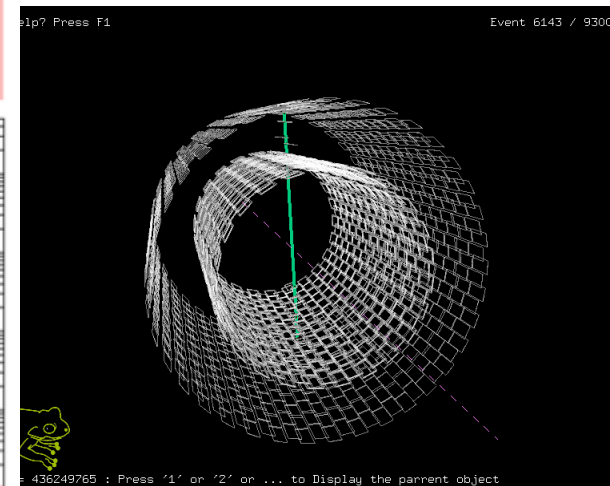 elp? Press F1
Event 6143 / 9300
= 436249765 : Press '1' or '2' or ... to Display the parrent object